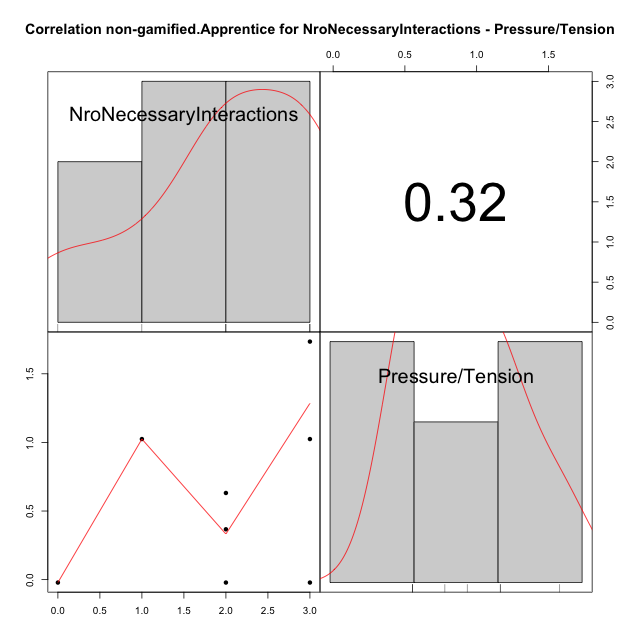 Correlation non-gamified.Apprentice for NroNecessaryInteractions - Pressure/Tension
0.0 0.5 1.0 1.5
NroNecessaryInteractions
0.32
3.0
2.5
2.0
1.5
1.0
0.5
0.0
Pressure/Tension
1.5
1.0
0.5
0.0
0.0 0.5 1.0 1.5 2.0 2.5 3.0